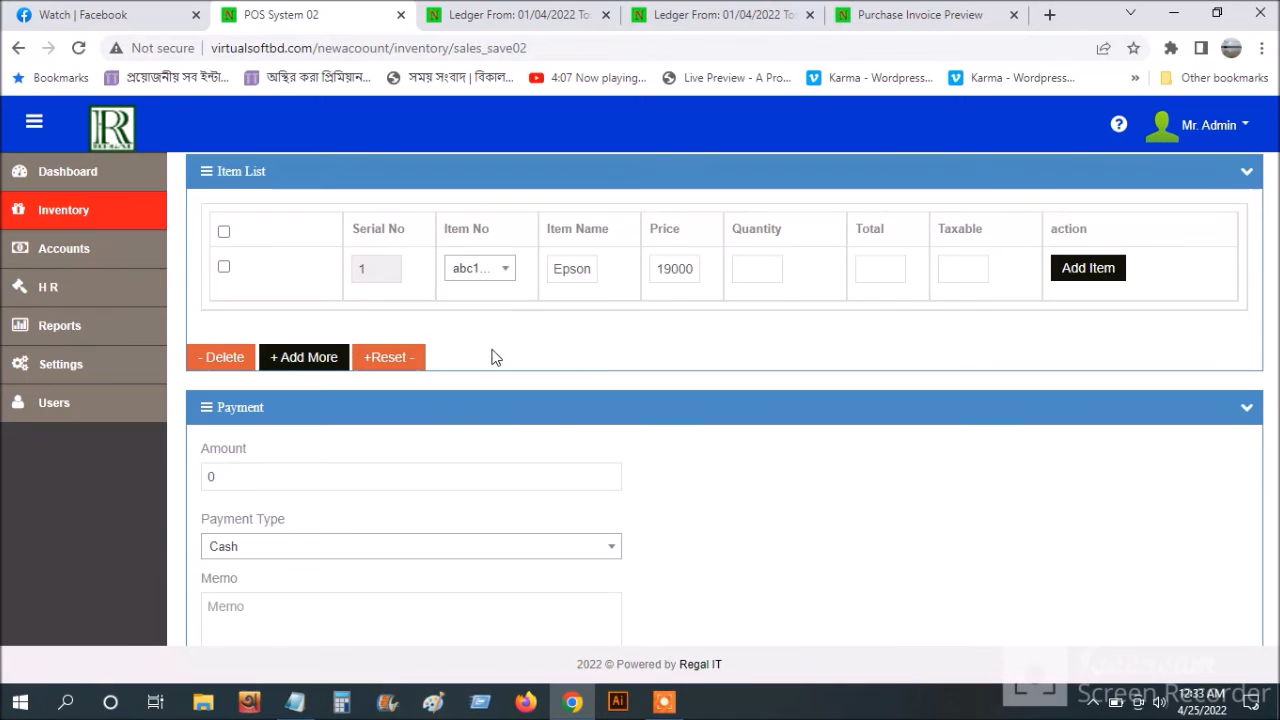 Watch | Facebook
POS System 02
Ledger From: 01/04/2022 To:
Ledger From: 01/04/2022 To:
Purchase Invoice Preview
Not secure
virtualsoftbd.com/newacoount/inventory/sales_save02
Bookmarks
প্রয়োজনীয় সব ইন্টা...
অস্থির করা প্রিমিয়ান...
সময় সংবাদ | বিকাল...
4:07 Now playing...
Live Preview - A Pro...
Karma - Wordpress...
Karma - Wordpress...
»
Other bookmarks
R
?
Mr. Admin
Dashboard
Inventory
Accounts
H R
Reports
Settings
Users
Item List
Serial No Item No Item Name Price Quantity Total Taxable action
1 abc1... Epson 19000 Add Item
- Delete
+ Add More
+Reset -
Payment
Amount
0
Payment Type
Cash
Memo
Memo
2022 © Powered by Regal IT
Screen Recorder
Ai
12:33 AM
4/25/2022